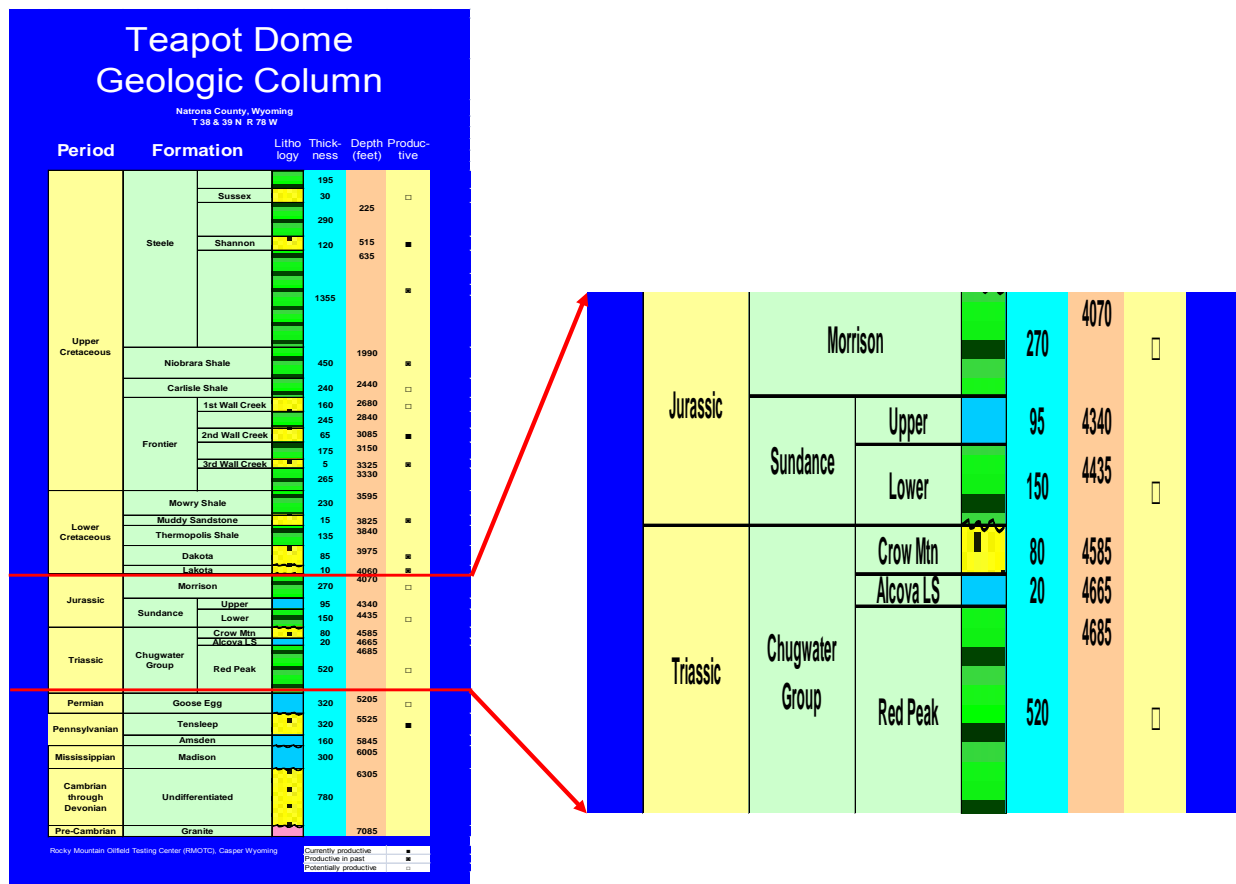 Teapot Dome
Geologic Column
Natrona County, Wyoming
T 38 & 39 N R 78 W
Period Formation Litho logy Thick-ness Depth (feet) Produc-tive
195
Sussex 30 □
225
290
Steele Shannon 120 515 ■
635
1355
Upper
Cretaceous
1990
Niobrara Shale 450
2440
Carlisle Shale 240 □
1st Wall Creek 160 2680 □
245 2840
2nd Wall Creek 65 3085 ■
Frontier 175 3150
3rd Wall Creek 5 3325
3330
265
3595
Mowry Shale 230
Muddy Sandstone 15 3825
Lower
Cretaceous
Thermopolis Shale 135 3840
3975
Dakota 85
Lakota 10 4060
4070
Morrison 270 □
Jurassic
Upper 95 4340
Sundance
4435
Lower 150 □
Crow Mtn 80 4585
Alcova LS 20 4665
4685
Triassic
Chugwater
Group
Red Peak 520 □
5205
Permian Goose Egg 320 □
5525
Pennsylvanian Tensleep 320 ■
Amsden 160 5845
6005
Mississippian Madison 300
6305
Cambrian
through
Devonian
Undifferentiated 780
Pre-Cambrian Granite 7085
Rocky Mountain Oilfield Testing Center (RMOTC), Casper Wyoming
Currently productive ■
Productive in past
Potentially productive □
4070
Morrison 270
Jurassic
Upper 95 4340
Sundance
4435
Lower 150
Crow Mtn 80 4585
Alcova LS 20 4665
4685
Chugwater
Triassic
Group
Red Peak 520